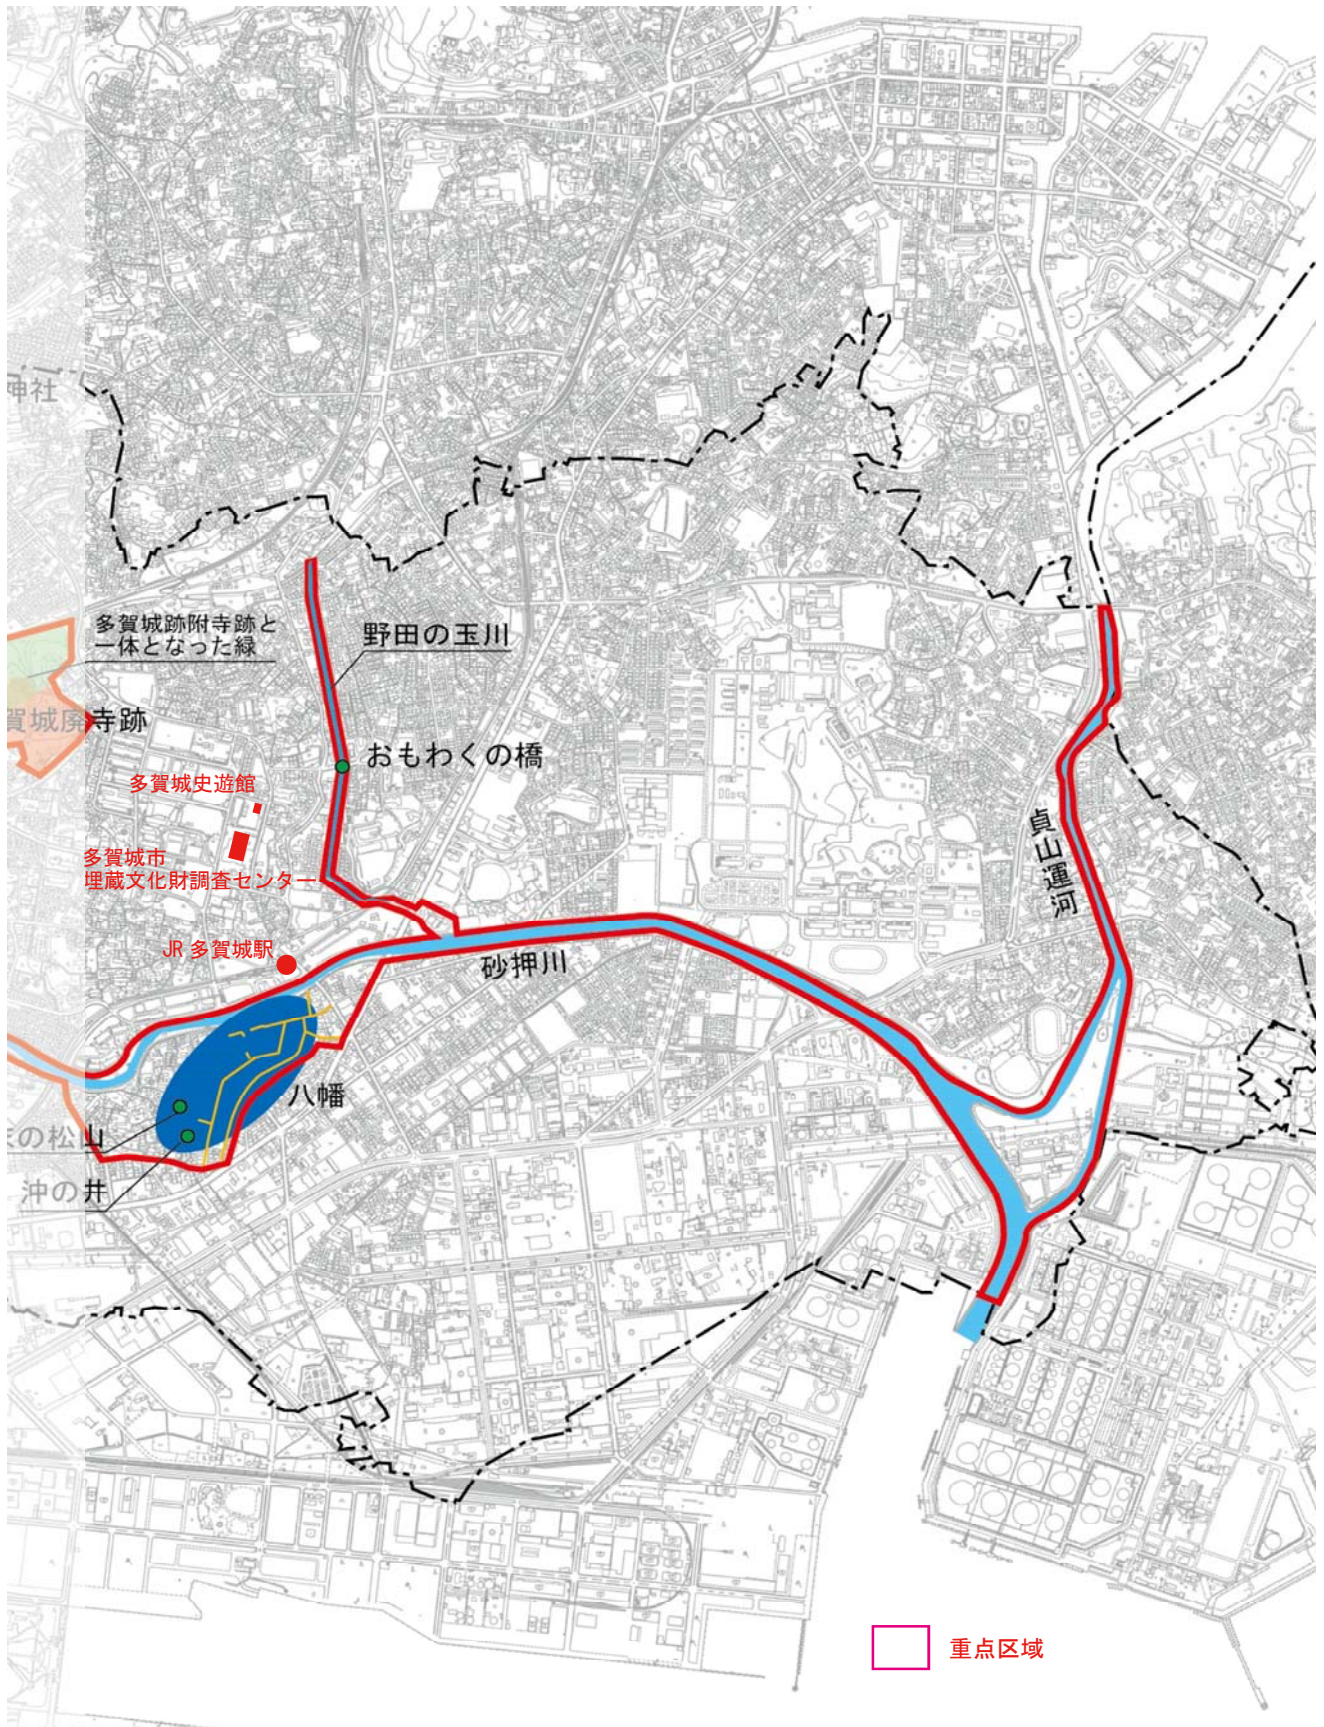 神社
多賀城跡附寺跡と
一体となった緑
野田の玉川
賀城廃寺跡
おもわくの橋
多賀城史遊館
貞山運河
多賀城市
埋蔵文化財調査センター
JR 多賀城駅
砂押川
八幡
の松山
沖の井
重点区域